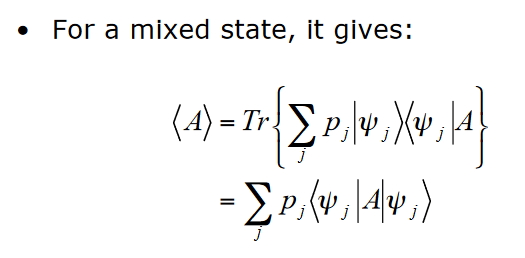 • For a mixed state, it gives:
⟨A⟩ = Tr{∑_j p_j|ψ_j⟩⟨ψ_j|A}
= ∑_j p_j⟨ψ_j|A|ψ_j⟩